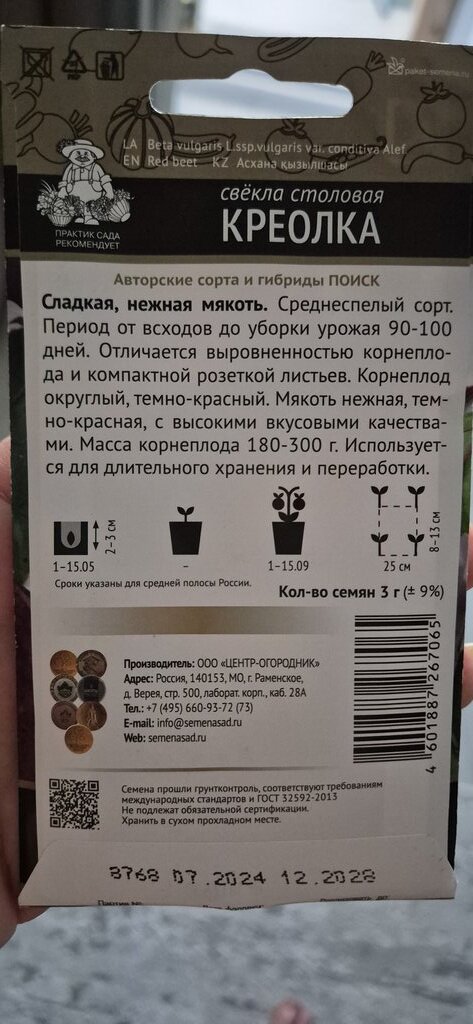 paket-semena.ru
LA Beta vulgaris L.ssp.vulgaris var. conditiva Alef.
EN Red beet KZ Асхана қызылшасы
свёкла столовая
КРЕОЛКА
ПРАКТИК САДА
РЕКОМЕНДУЕТ
Авторские сорта и гибриды ПОИСК
Сладкая, нежная мякоть. Среднеспелый сорт.
Период от всходов до уборки урожая 90-100
дней. Отличается выровненностью корнепло-
да и компактной розеткой листьев. Корнеплод
округлый, темно-красный. Мякоть нежная, тем-
но-красная, с высокими вкусовыми качества-
ми. Масса корнеплода 180-300 г. Использует-
ся для длительного хранения и переработки.
2–3 см
8–13 см
1–15.05 – 1–15.09 25 см
Сроки указаны для средней полосы России.
Кол-во семян 3 г (± 9%)
Производитель: ООО «ЦЕНТР-ОГОРОДНИК»
Адрес: Россия, 140153, МО, г. Раменское,
д. Верея, стр. 500, лаборат. корп., каб. 28А
Тел.: +7 (495) 660-93-72 (73)
E-mail: info@semenasad.ru
Web: semenasad.ru
4 601887 267065
Семена прошли грунтконтроль, соответствуют требованиям
международных стандартов и ГОСТ 32592-2013
Не подлежат обязательной сертификации.
Хранить в сухом прохладном месте.
8768 07.2024 12.2028